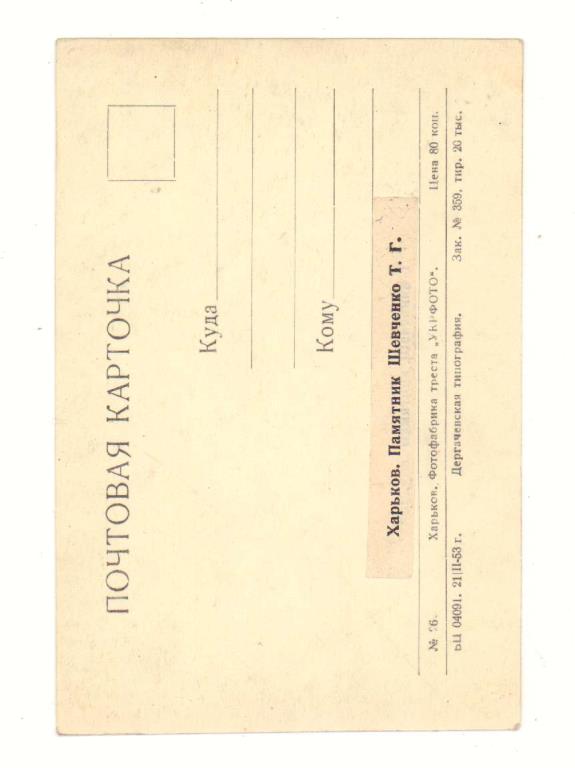 ПОЧТОВАЯ КАРТОЧКА
Куда
Кому
Харьков. Памятник Шевченко Т. Г.
№ 26. Харьков. Фотофабрика треста „УКРФОТО“. Цена 80 коп.
БЦ 04091. 21|II-53 г. Дергачевская типография. Зак. № 359, тир. 20 тыс.